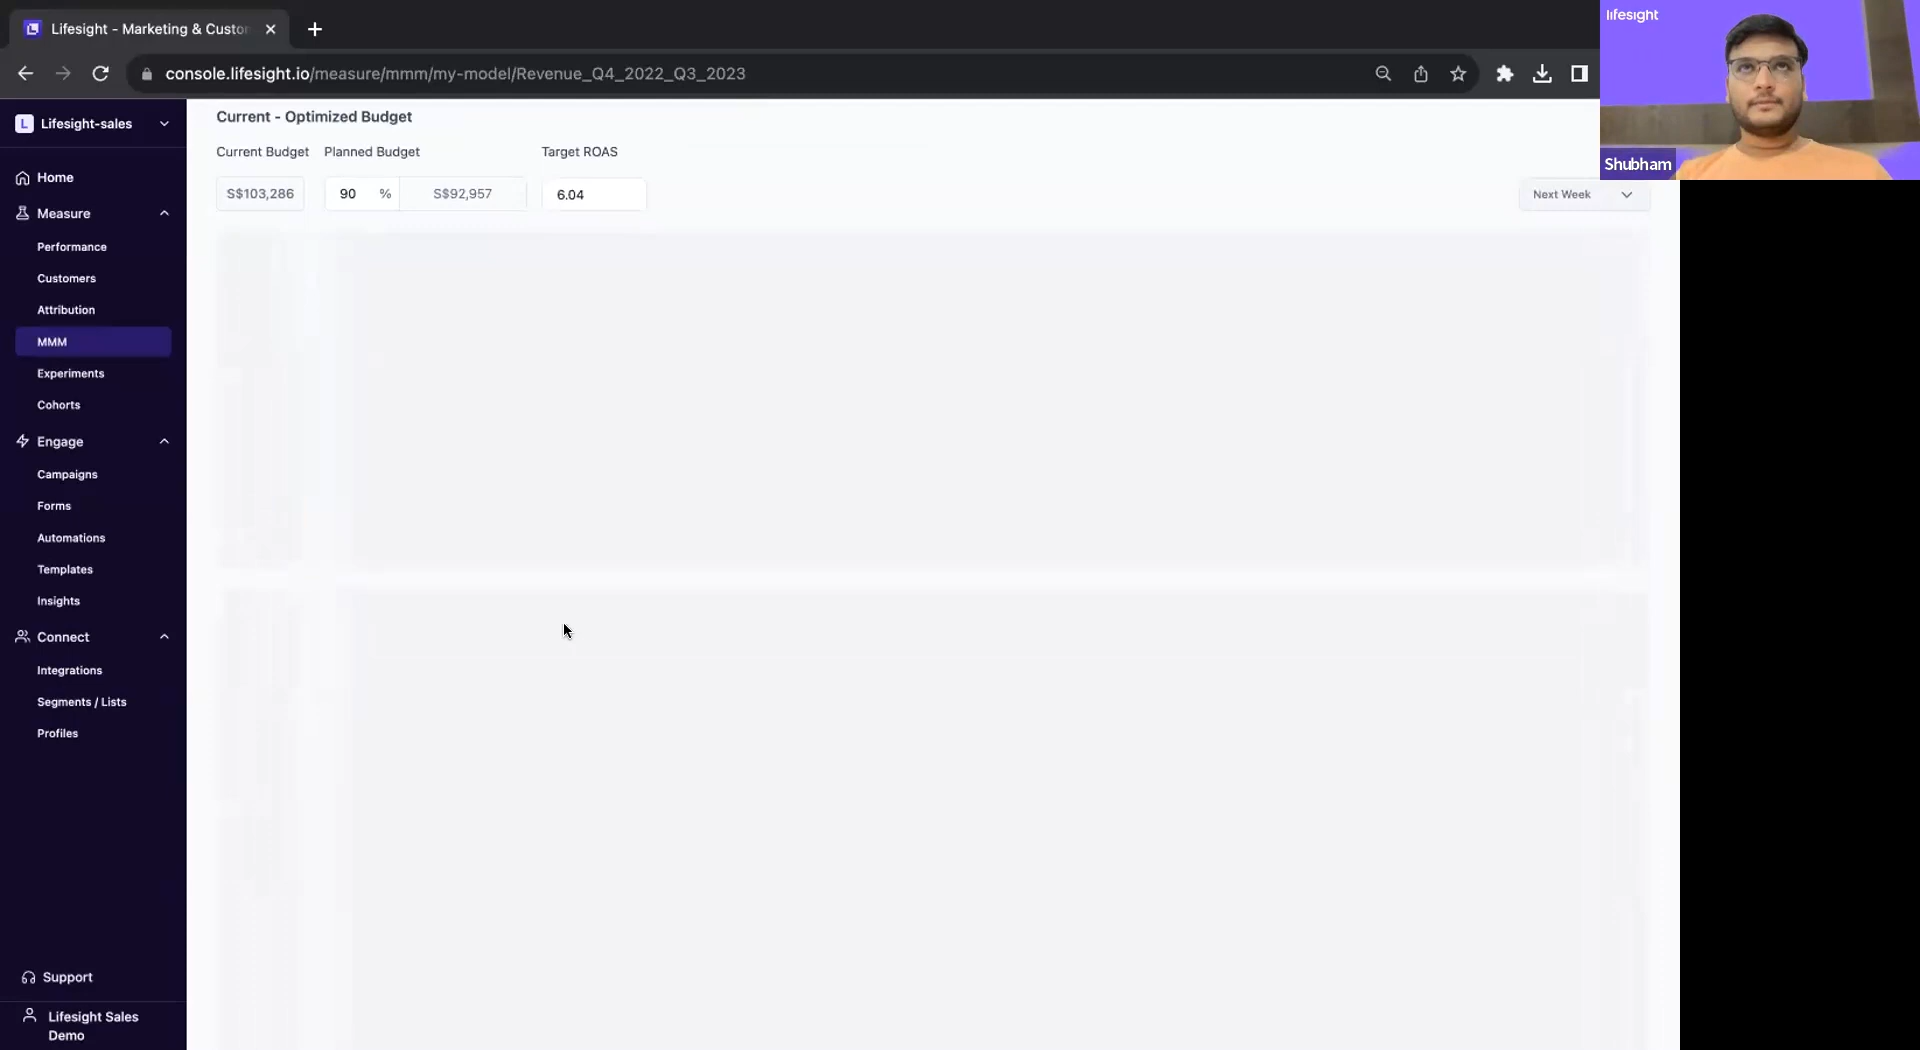 Lifesight - Marketing & Custo
console.lifesight.io/measure/mmm/my-model/Revenue_Q4_2022_Q3_2023
lifesight
Shubham
L Lifesight-sales
Home
Measure
Performance
Customers
Attribution
MMM
Experiments
Cohorts
Engage
Campaigns
Forms
Automations
Templates
Insights
Connect
Integrations
Segments / Lists
Profiles
Support
Lifesight Sales
Demo
Current - Optimized Budget
Current Budget Planned Budget Target ROAS
S$103,286 90 % S$92,957 6.04 Next Week